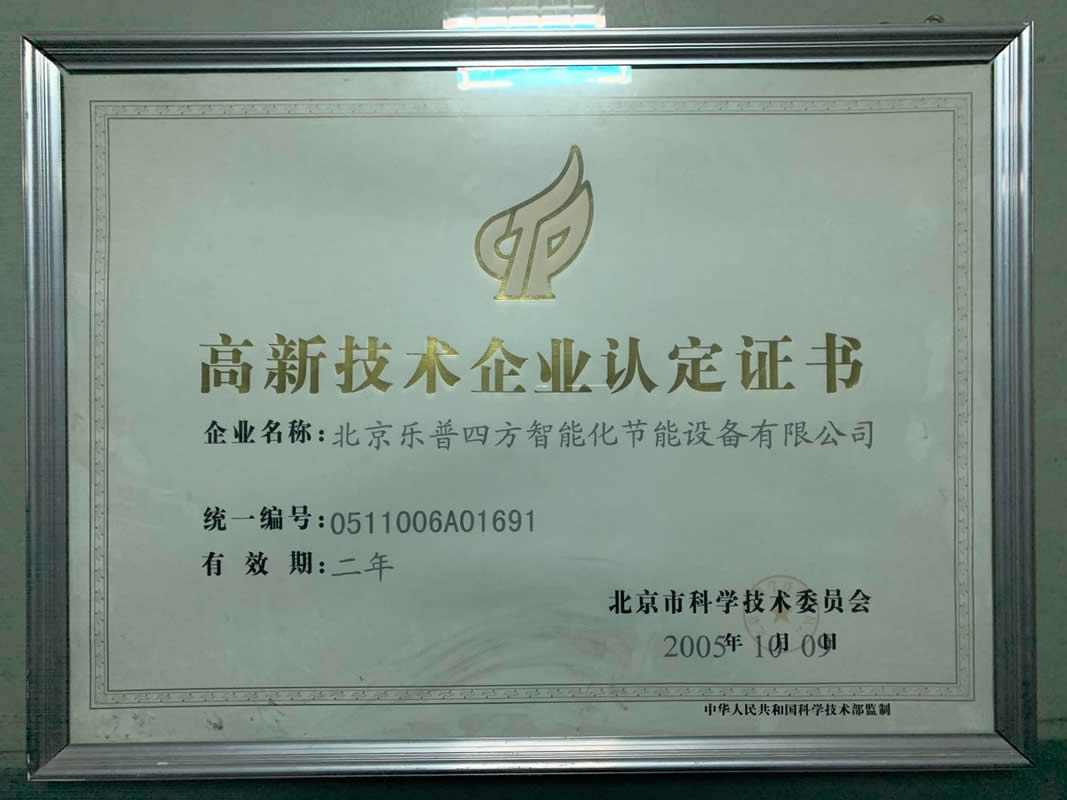 高新技术企业认定证书
企业名称：北京乐普四方智能化节能设备有限公司
统一编号：0511006A01691
有效期：二年
北京市科学技术委员会
2005年10月09日
中华人民共和国科学技术部监制